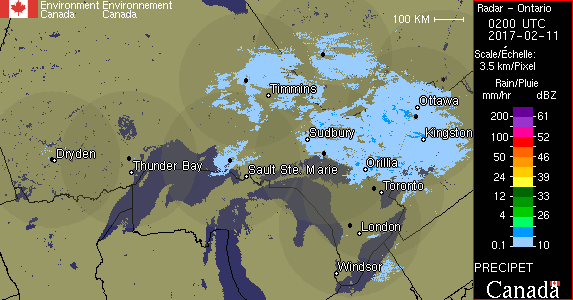 Environment Environnement
Canada Canada
100 KM
Timmins
Ottawa
Sudbury
Kingston
Dryden
Thunder Bay
Sault Ste. Marie
Orillia
Toronto
London
Windsor
Radar - Ontario
0200 UTC
2017-02-11
Scale/Échelle:
3.5 km/Pixel
Rain/Pluie
mm/hr dBZ
200 61
100 52
50 46
24 39
12 33
4 26
0.1 10
PRECIPET
Canada